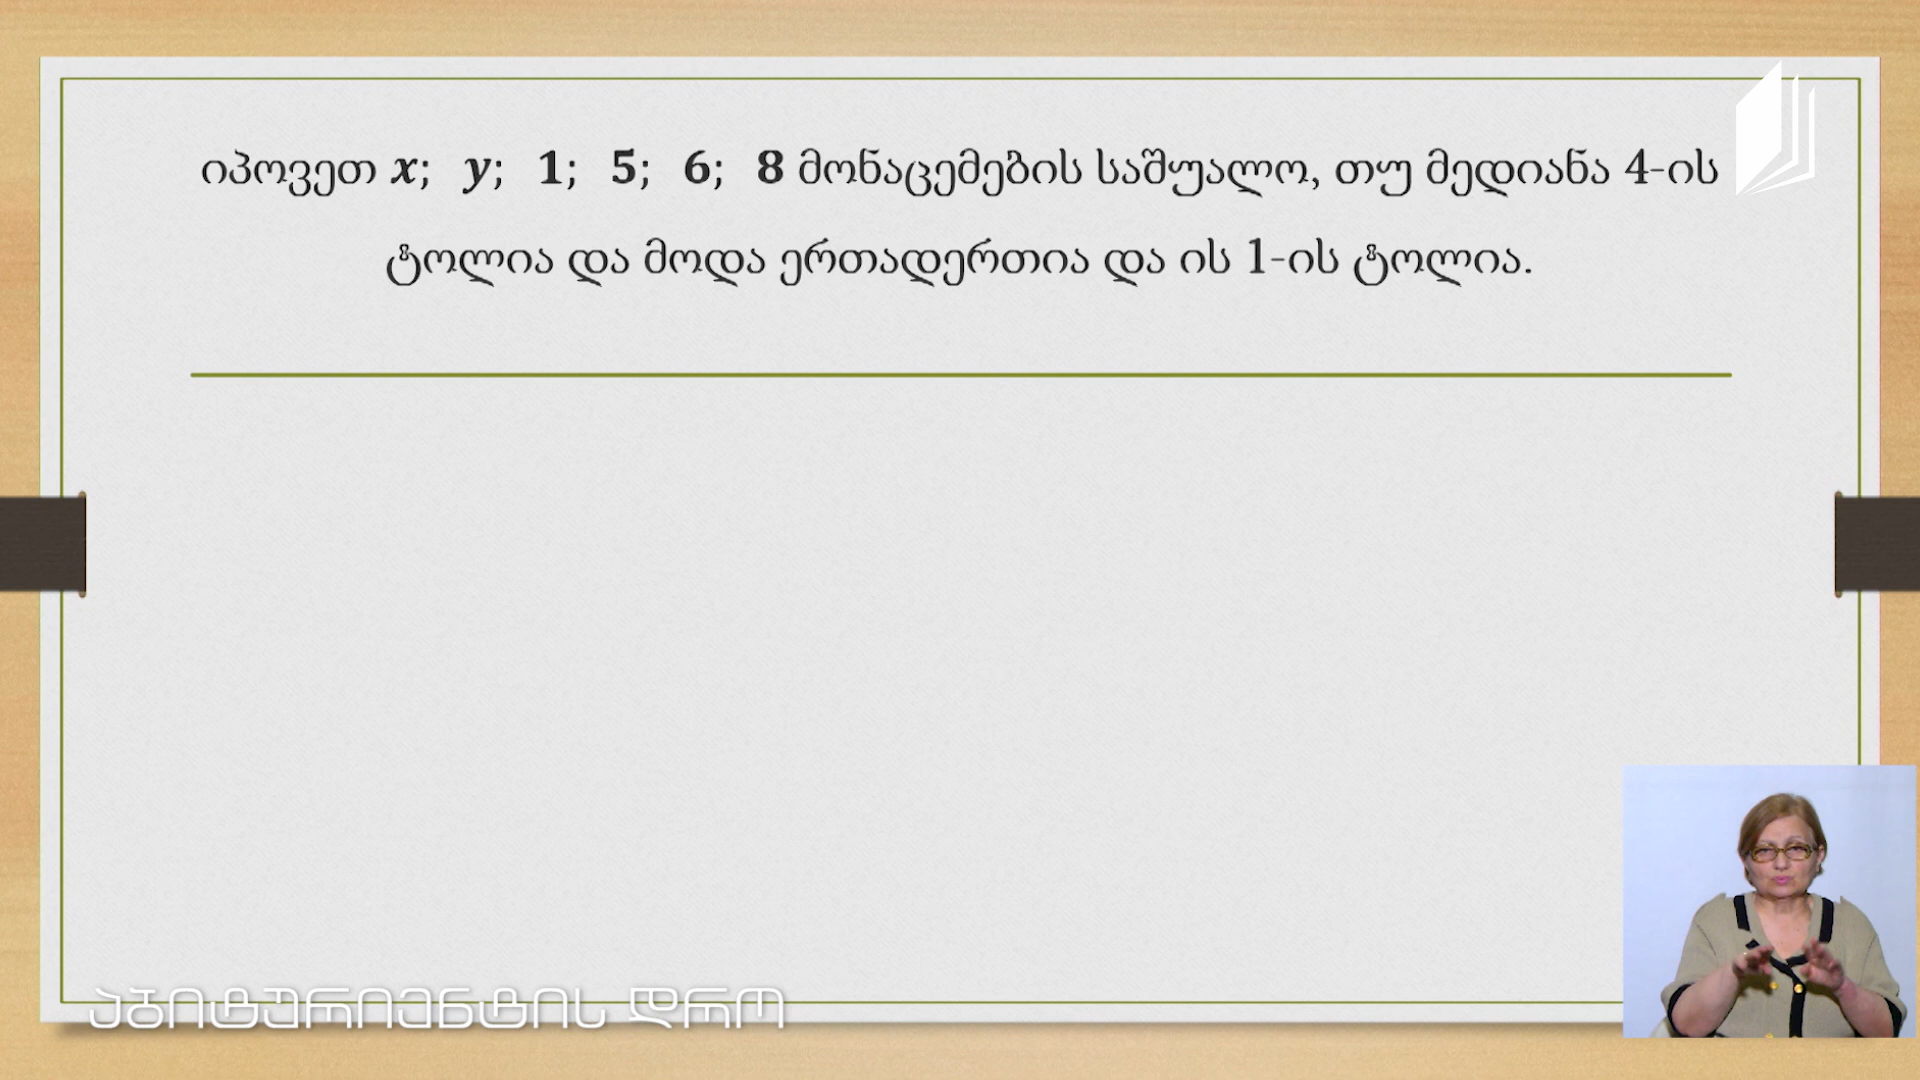 იპოვეთ x; y; 1; 5; 6; 8 მონაცემების საშუალო, თუ მედიანა 4-ის
ტოლია და მოდა ერთადერთია და ის 1-ის ტოლია.
აბიტურიენტის დრო